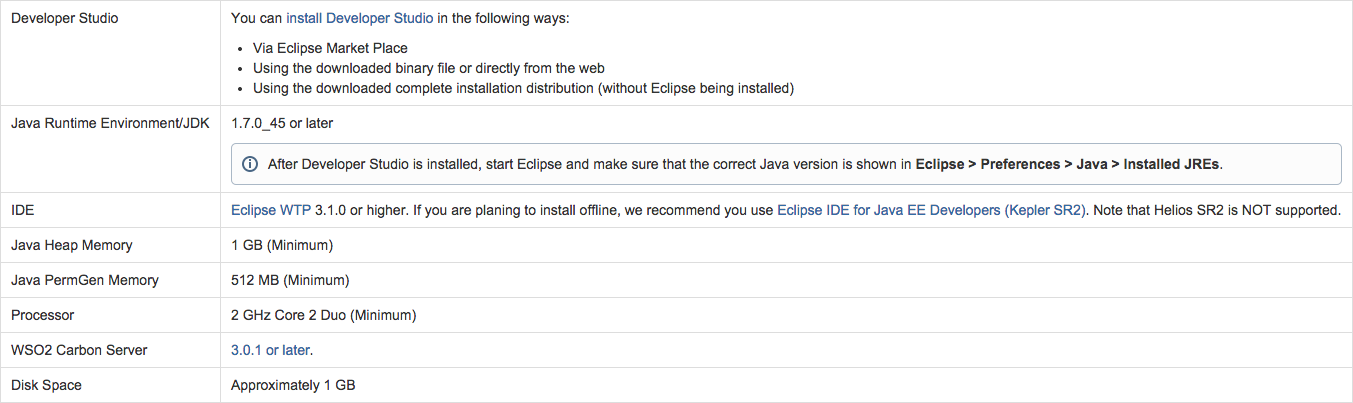 Developer Studio
You can install Developer Studio in the following ways:
• Via Eclipse Market Place
• Using the downloaded binary file or directly from the web
• Using the downloaded complete installation distribution (without Eclipse being installed)
Java Runtime Environment/JDK
1.7.0_45 or later
After Developer Studio is installed, start Eclipse and make sure that the correct Java version is shown in Eclipse > Preferences > Java > Installed JREs.
IDE
Eclipse WTP 3.1.0 or higher. If you are planing to install offline, we recommend you use Eclipse IDE for Java EE Developers (Kepler SR2). Note that Helios SR2 is NOT supported.
Java Heap Memory
1 GB (Minimum)
Java PermGen Memory
512 MB (Minimum)
Processor
2 GHz Core 2 Duo (Minimum)
WSO2 Carbon Server
3.0.1 or later.
Disk Space
Approximately 1 GB